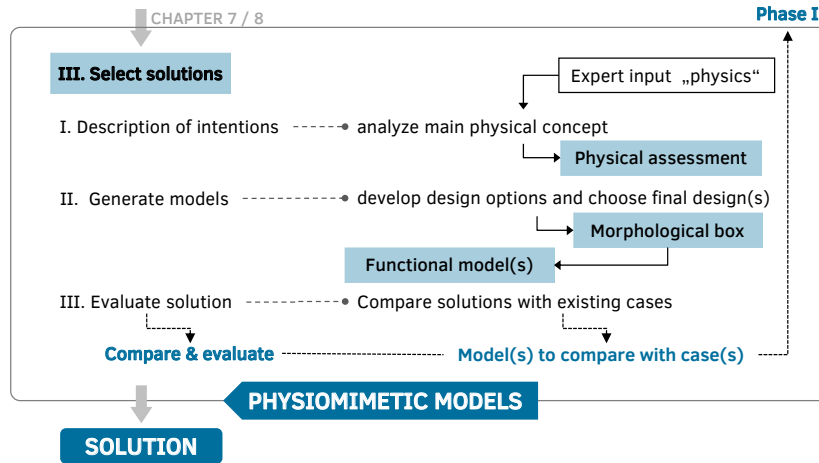 CHAPTER 7 / 8
Phase I
III. Select solutions
Expert input „physics“
I. Description of intentions
analyze main physical concept
Physical assessment
II. Generate models
develop design options and choose final design(s)
Morphological box
Functional model(s)
III. Evaluate solution
Compare solutions with existing cases
Compare & evaluate
Model(s) to compare with case(s)
PHYSIOMIMETIC MODELS
SOLUTION